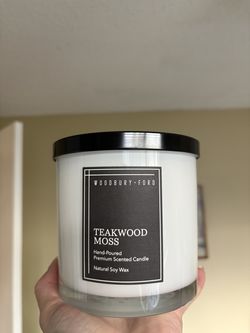 WOODBURY-FORD
TEAKWOOD
MOSS
Hand-Poured
Premium Scented Candle
Natural Soy Wax